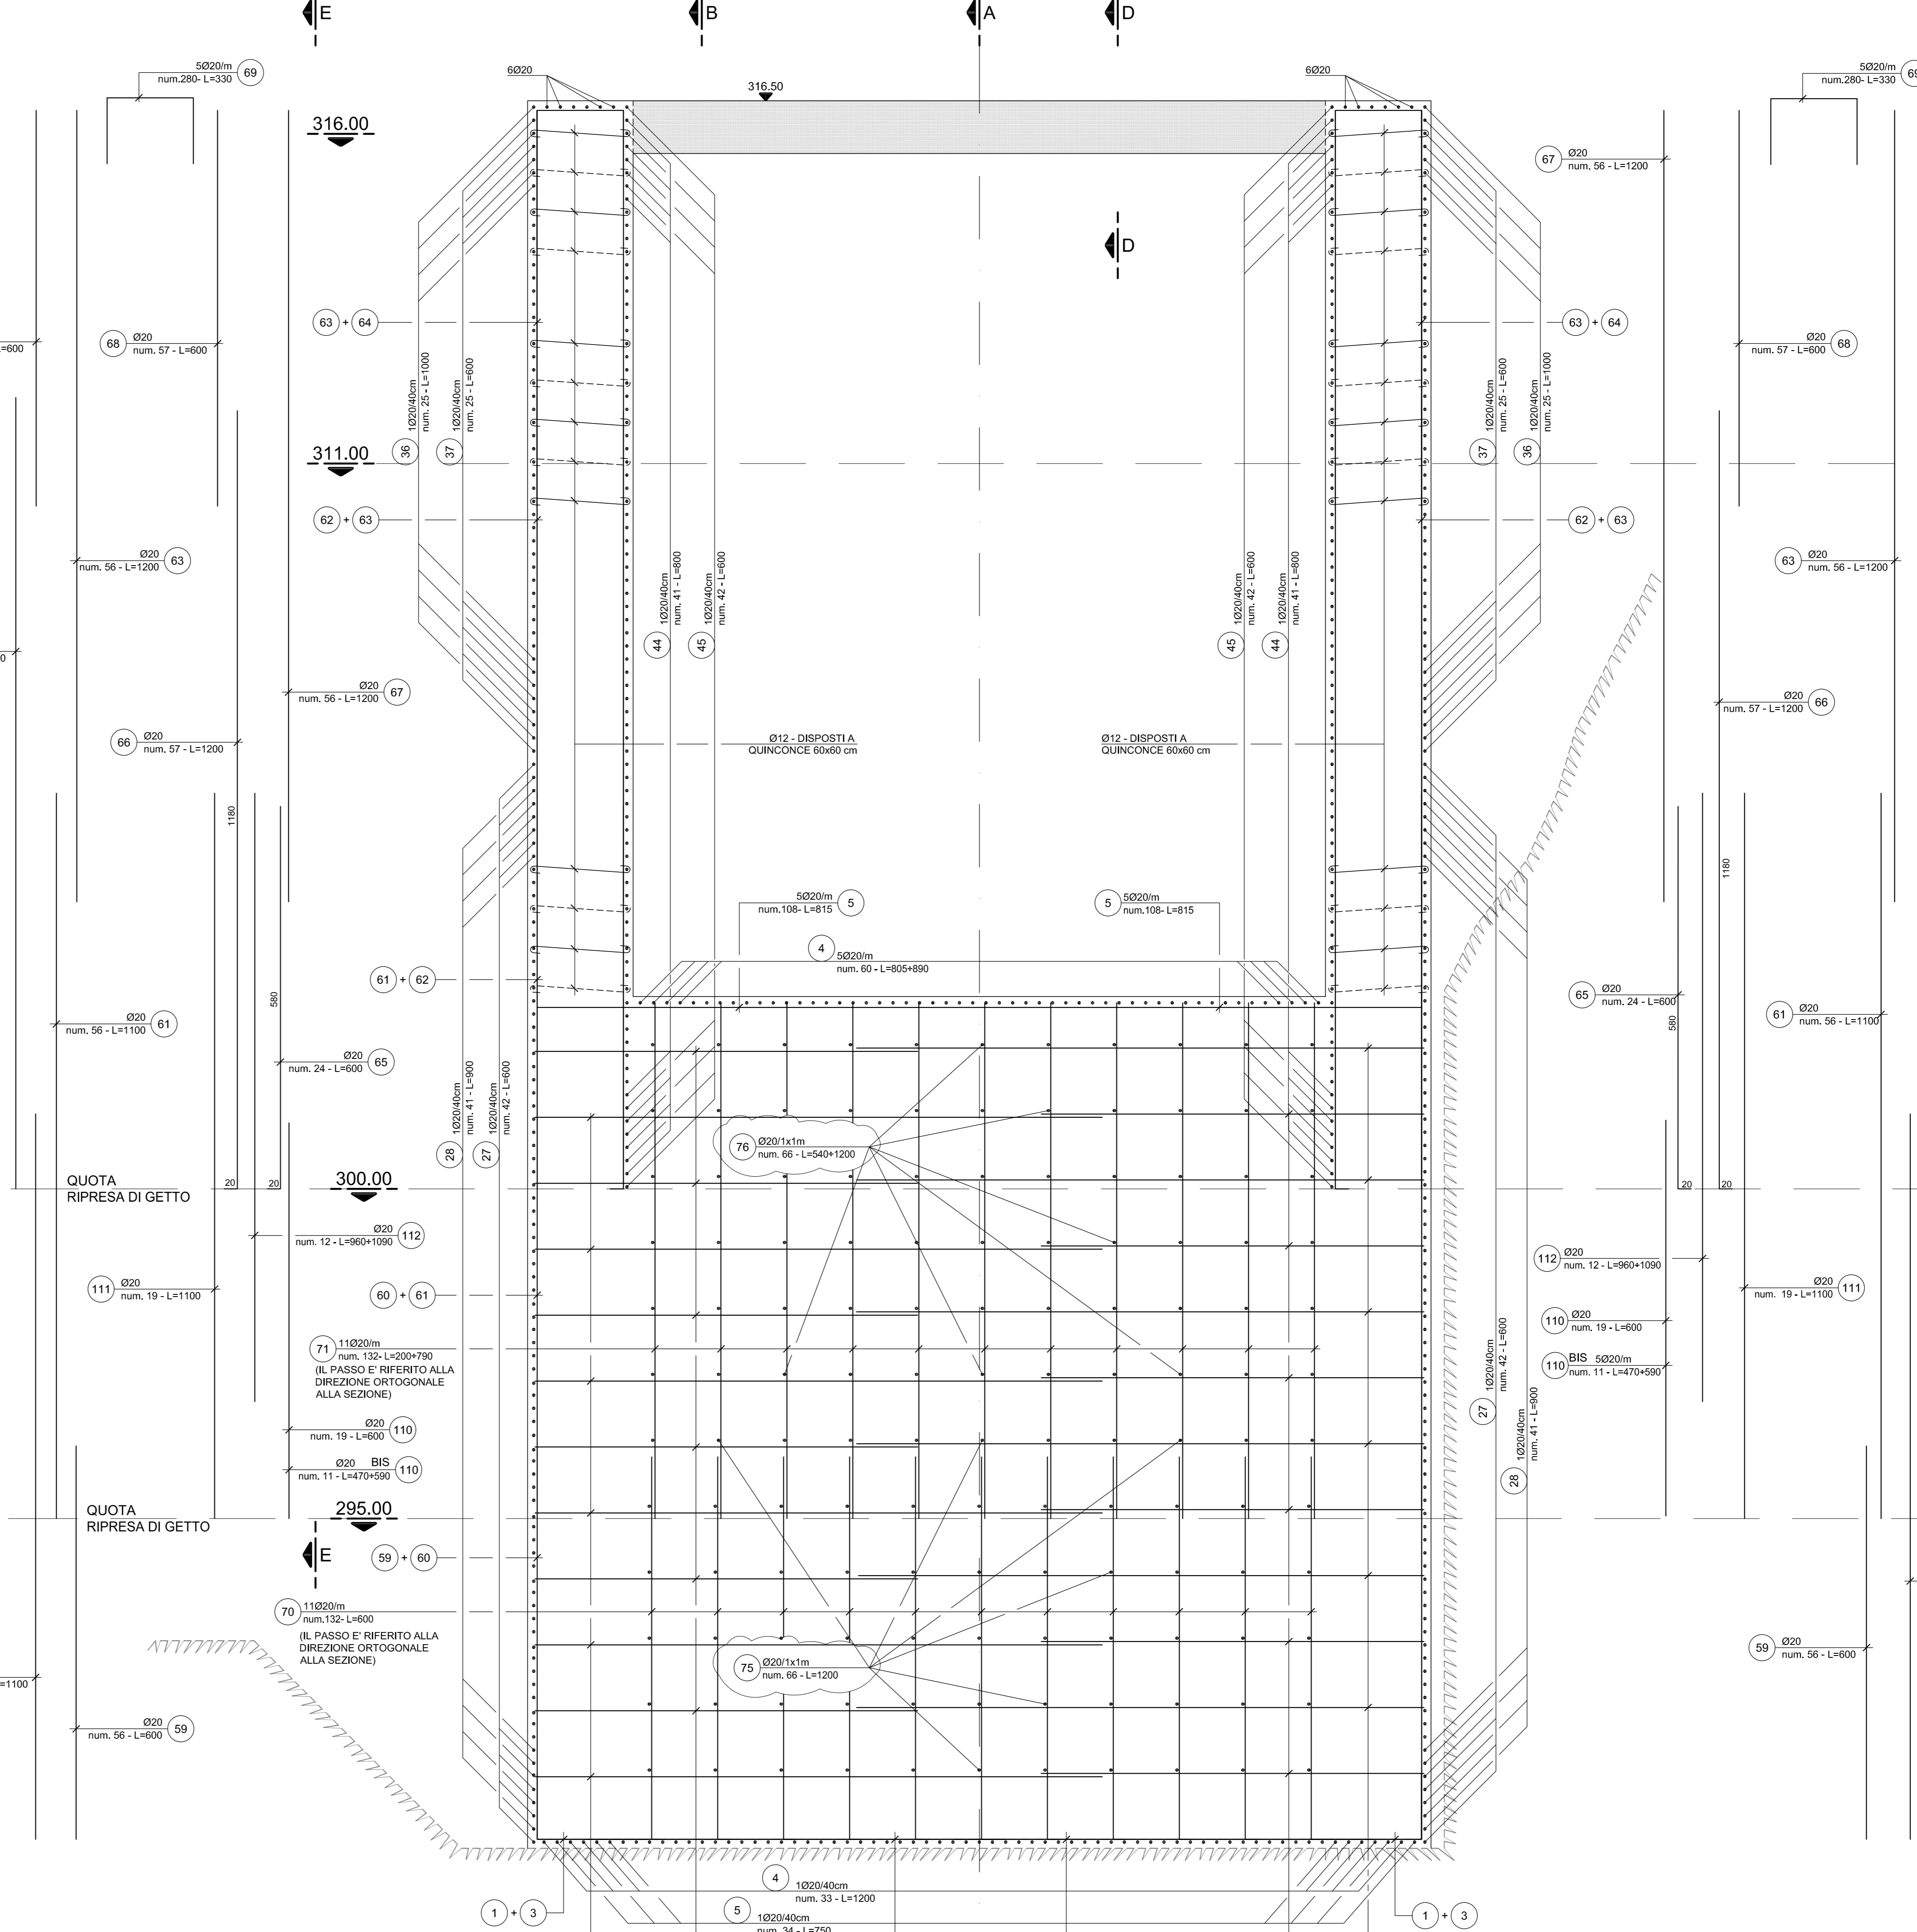 E
B
A
D
5Ø20/m
num.280- L=330
69
6Ø20
316.50
6Ø20
5Ø20/m
num.280- L=330
316.00
67
Ø20
num. 56 - L=1200
D
63 + 64
63 + 64
L=600
68
Ø20
num. 57 - L=600
Ø20
num. 57 - L=600
68
36
1Ø20/40cm
num. 25 - L=1000
37
1Ø20/40cm
num. 25 - L=600
37
1Ø20/40cm
num. 25 - L=600
36
1Ø20/40cm
num. 25 - L=1000
311.00
62 + 63
62 + 63
Ø20
num. 56 - L=1200
63
63
Ø20
num. 56 - L=1200
44
1Ø20/40cm
num. 41 - L=800
45
1Ø20/40cm
num. 42 - L=600
45
1Ø20/40cm
num. 42 - L=600
44
1Ø20/40cm
num. 41 - L=800
0
Ø20
num. 56 - L=1200
67
Ø20
num. 57 - L=1200
66
66
Ø20
num. 57 - L=1200
Ø12 - DISPOSTI A
QUINCONCE 60x60 cm
Ø12 - DISPOSTI A
QUINCONCE 60x60 cm
1180
1180
5Ø20/m
num.108- L=815
5
5
5Ø20/m
num.108- L=815
4
5Ø20/m
num. 60 - L=805÷890
61 + 62
580
580
65
Ø20
num. 24 - L=600
Ø20
num. 56 - L=1100
61
61
Ø20
num. 56 - L=1100
Ø20
num. 24 - L=600
65
28
1Ø20/40cm
num. 41 - L=900
27
1Ø20/40cm
num. 42 - L=600
76
Ø20/1x1m
num. 66 - L=540÷1200
QUOTA
RIPRESA DI GETTO
20
20
300.00
20
20
Ø20
num. 12 - L=960÷1090
112
112
Ø20
num. 12 - L=960÷1090
111
Ø20
num. 19 - L=1100
Ø20
num. 19 - L=1100
111
60 + 61
110
Ø20
num. 19 - L=600
71
11Ø20/m
num. 132- L=200÷790
(IL PASSO E' RIFERITO ALLA
DIREZIONE ORTOGONALE
ALLA SEZIONE)
110
BIS 5Ø20/m
num. 11 - L=470÷590
27
1Ø20/40cm
num. 42 - L=600
28
1Ø20/40cm
num. 41 - L=900
Ø20
num. 19 - L=600
110
Ø20 BIS
num. 11 - L=470÷590
110
QUOTA
RIPRESA DI GETTO
295.00
E
59 + 60
70
11Ø20/m
num.132- L=600
(IL PASSO E' RIFERITO ALLA
DIREZIONE ORTOGONALE
ALLA SEZIONE)
75
Ø20/1x1m
num. 66 - L=1200
59
Ø20
num. 56 - L=600
=1100
Ø20
num. 56 - L=600
59
4
1Ø20/40cm
num. 33 - L=1200
1 + 3
5
1Ø20/40cm
num. 34 - L=750
1 + 3